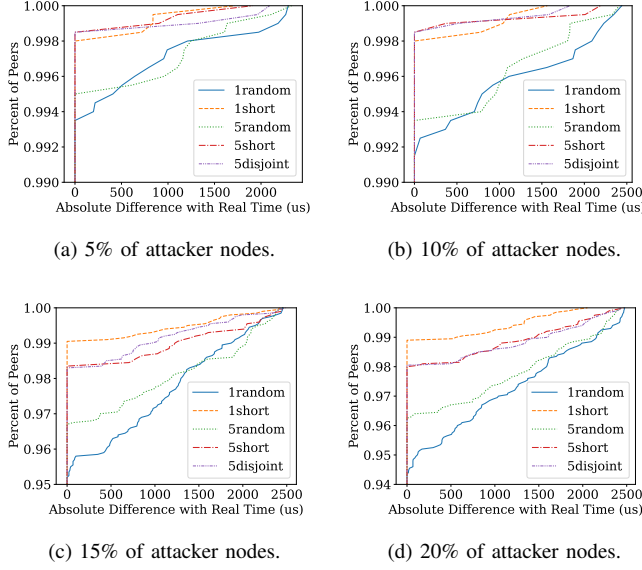 1.000
0.998
0.996
0.994
0.992
0.990
Percent of Peers
1random
1short
5random
5short
5disjoint
0 500 1000 1500 2000
Absolute Difference with Real Time (us)
(a) 5% of attacker nodes.
1.000
0.998
0.996
0.994
0.992
0.990
Percent of Peers
1random
1short
5random
5short
5disjoint
0 500 1000 1500 2000 2500
Absolute Difference with Real Time (us)
(b) 10% of attacker nodes.
1.00
0.99
0.98
0.97
0.96
0.95
Percent of Peers
1random
1short
5random
5short
5disjoint
0 500 1000 1500 2000 2500
Absolute Difference with Real Time (us)
(c) 15% of attacker nodes.
1.00
0.99
0.98
0.97
0.96
0.95
0.94
Percent of Peers
1random
1short
5random
5short
5disjoint
0 500 1000 1500 2000 2500
Absolute Difference with Real Time (us)
(d) 20% of attacker nodes.